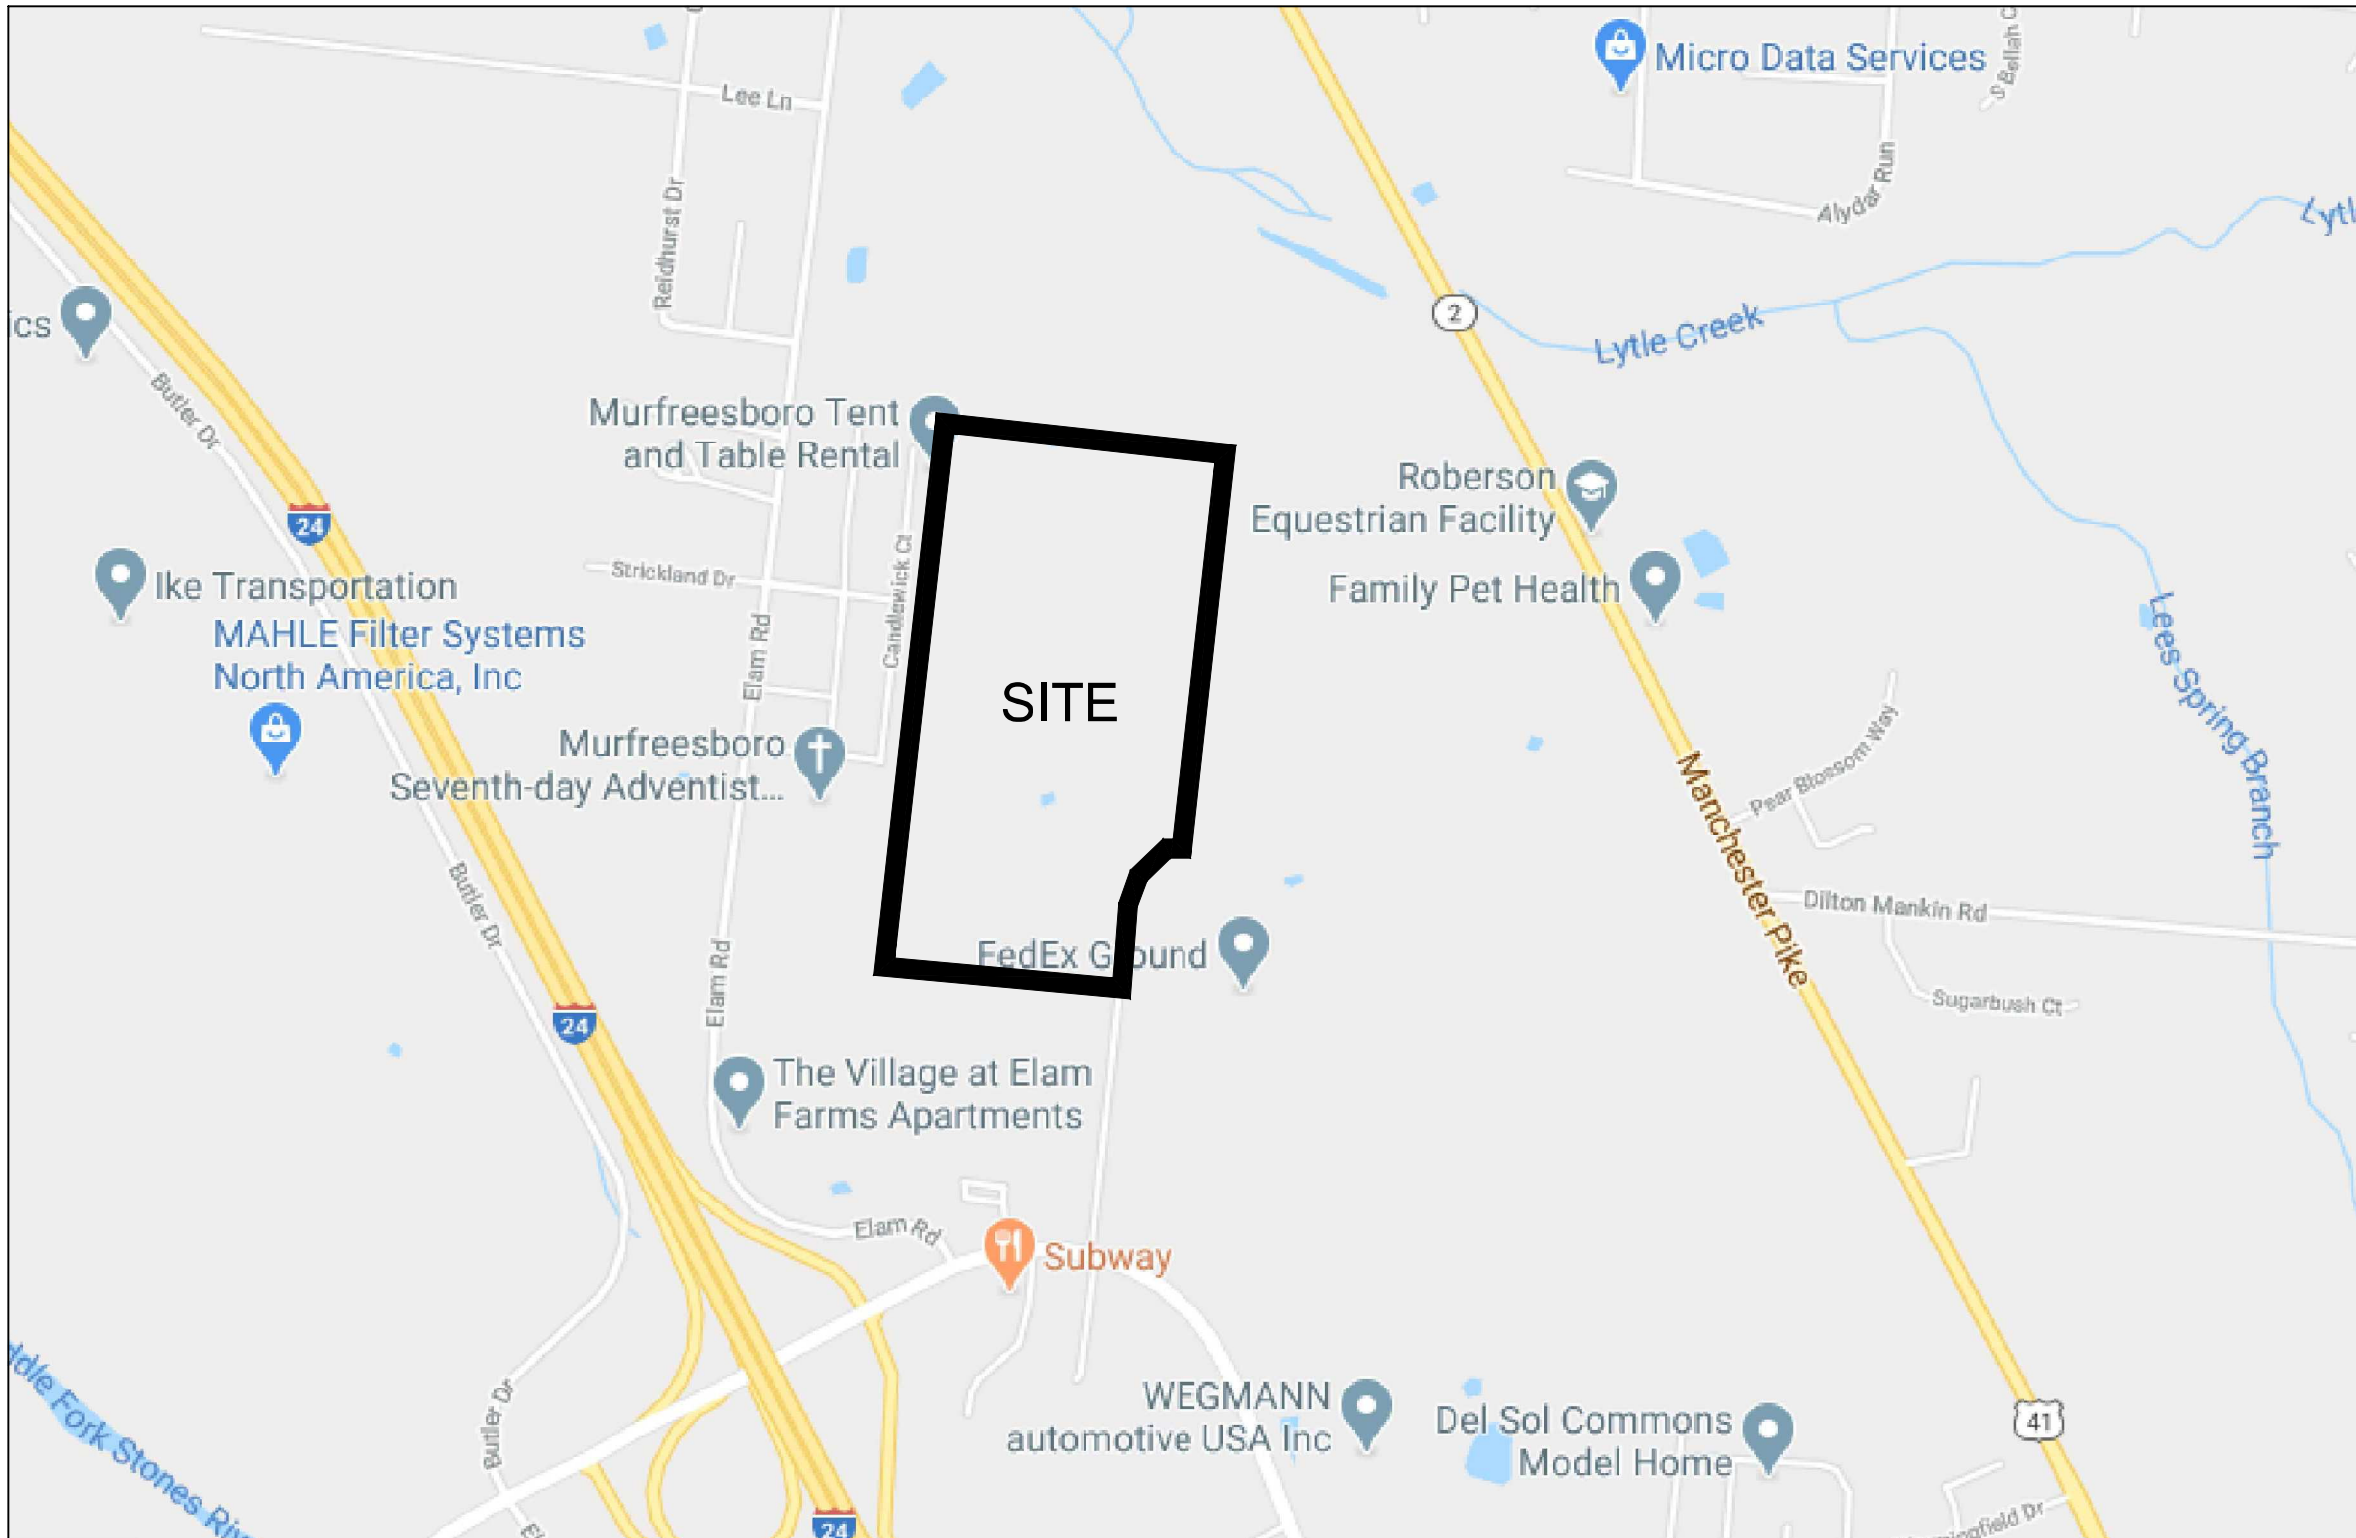 Micro Data Services
S Bellah
Lee Ln
Reidhurst Dr
Alydar Run
2
Lytle Creek
ics
Butler Dr
Murfreesboro Tent
and Table Rental
Roberson
Equestrian Facility
24
Strickland Dr
Candlewick Ct
Ike Transportation
Family Pet Health
MAHLE Filter Systems
North America, Inc
Elam Rd
Lees Spring Branch
SITE
Murfreesboro
Seventh-day Adventist...
Pear Blossom Way
Manchester Pike
Butler Dr
Dilton Mankin Rd
Elam Rd
FedEx Ground
Sugarbush Ct
24
The Village at Elam
Farms Apartments
Elam Rd
Subway
Fork Stones
Butler Dr
WEGMANN
automotive USA Inc
Del Sol Commons
Model Home
41
24